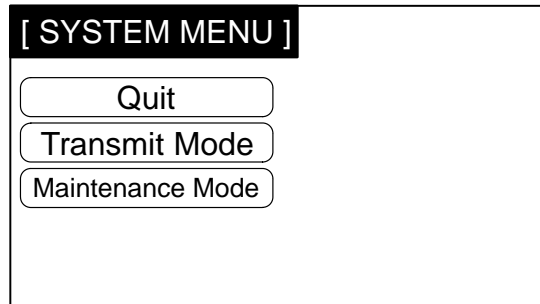 [ SYSTEM MENU ]
Quit
Transmit Mode
Maintenance Mode